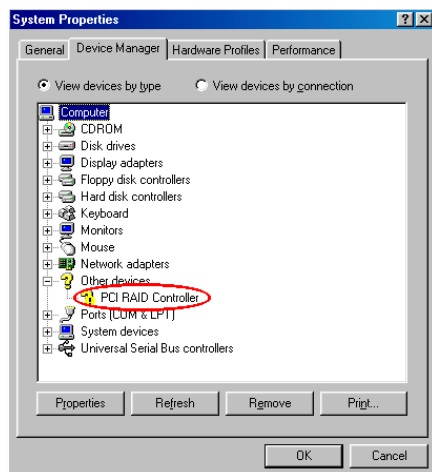 System Properties
General Device Manager Hardware Profiles Performance
View devices by type View devices by connection
Computer
CDROM
Disk drives
Display adapters
Floppy disk controllers
Hard disk controllers
Keyboard
Monitors
Mouse
Network adapters
Other devices
PCI RAID Controller
Ports (COM & LPT)
System devices
Universal Serial Bus controllers
Properties Refresh Remove Print...
OK Cancel